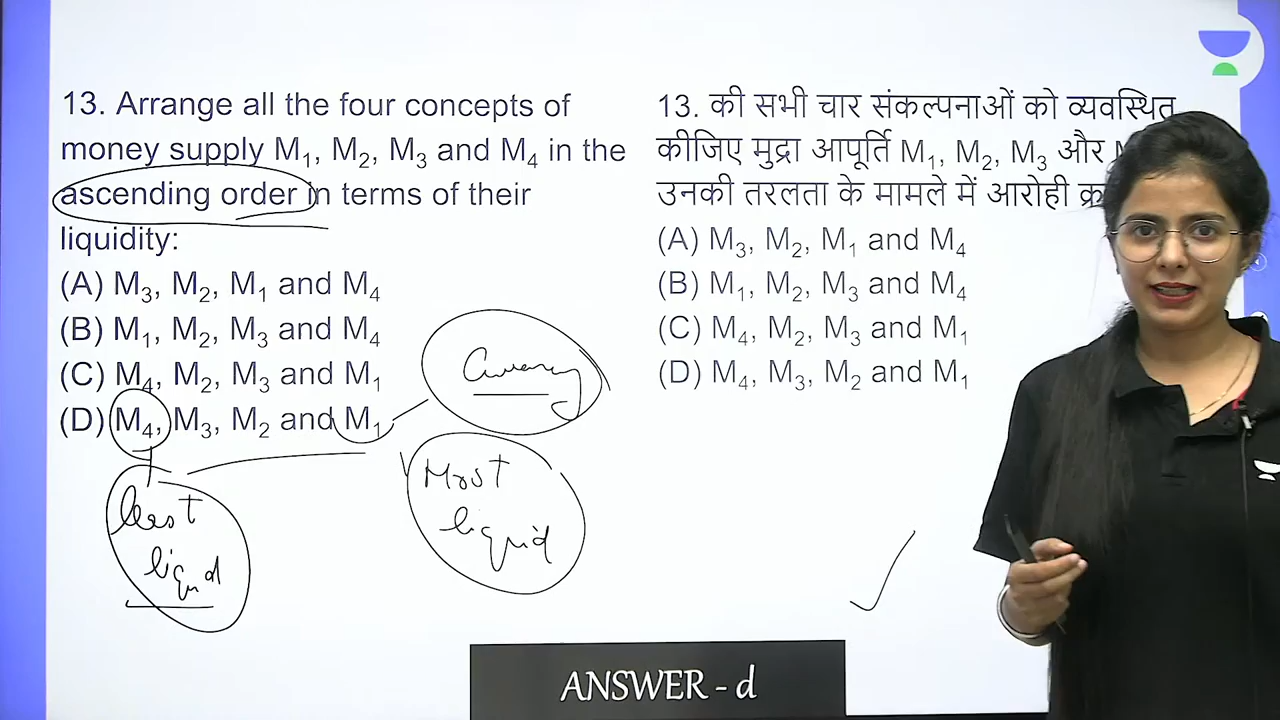 13. Arrange all the four concepts of
money supply M₁, M₂, M₃ and M₄ in the
ascending order in terms of their
liquidity:
(A) M₃, M₂, M₁ and M₄
(B) M₁, M₂, M₃ and M₄
(C) M₄, M₂, M₃ and M₁
(D) M₄, M₃, M₂ and M₁
Currency
Most
liquid
least
liquid
13. की सभी चार संकल्पनाओं को व्यवस्थित
कीजिए मुद्रा आपूर्ति M₁, M₂, M₃ और
उनकी तरलता के मामले में आरोही
(A) M₃, M₂, M₁ and M₄
(B) M₁, M₂, M₃ and M₄
(C) M₄, M₂, M₃ and M₁
(D) M₄, M₃, M₂ and M₁
ANSWER - d